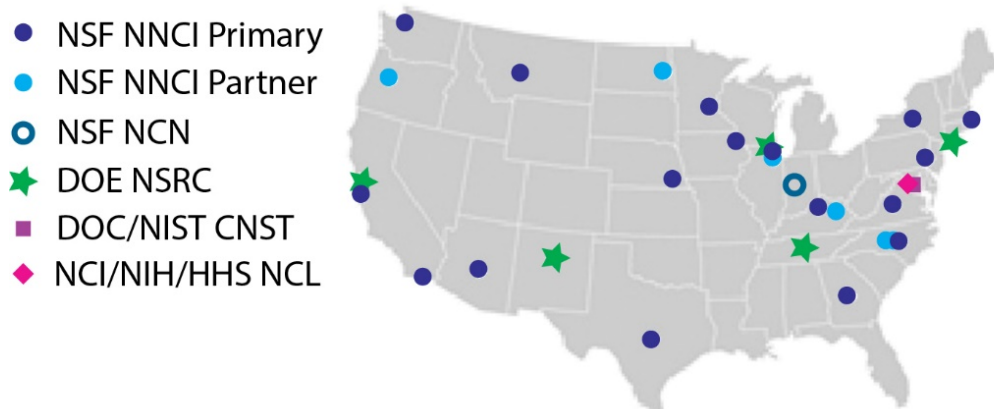 NSF NNCI Primary
NSF NNCI Partner
NSF NCN
DOE NSRC
DOC/NIST CNST
NCI/NIH/HHS NCL